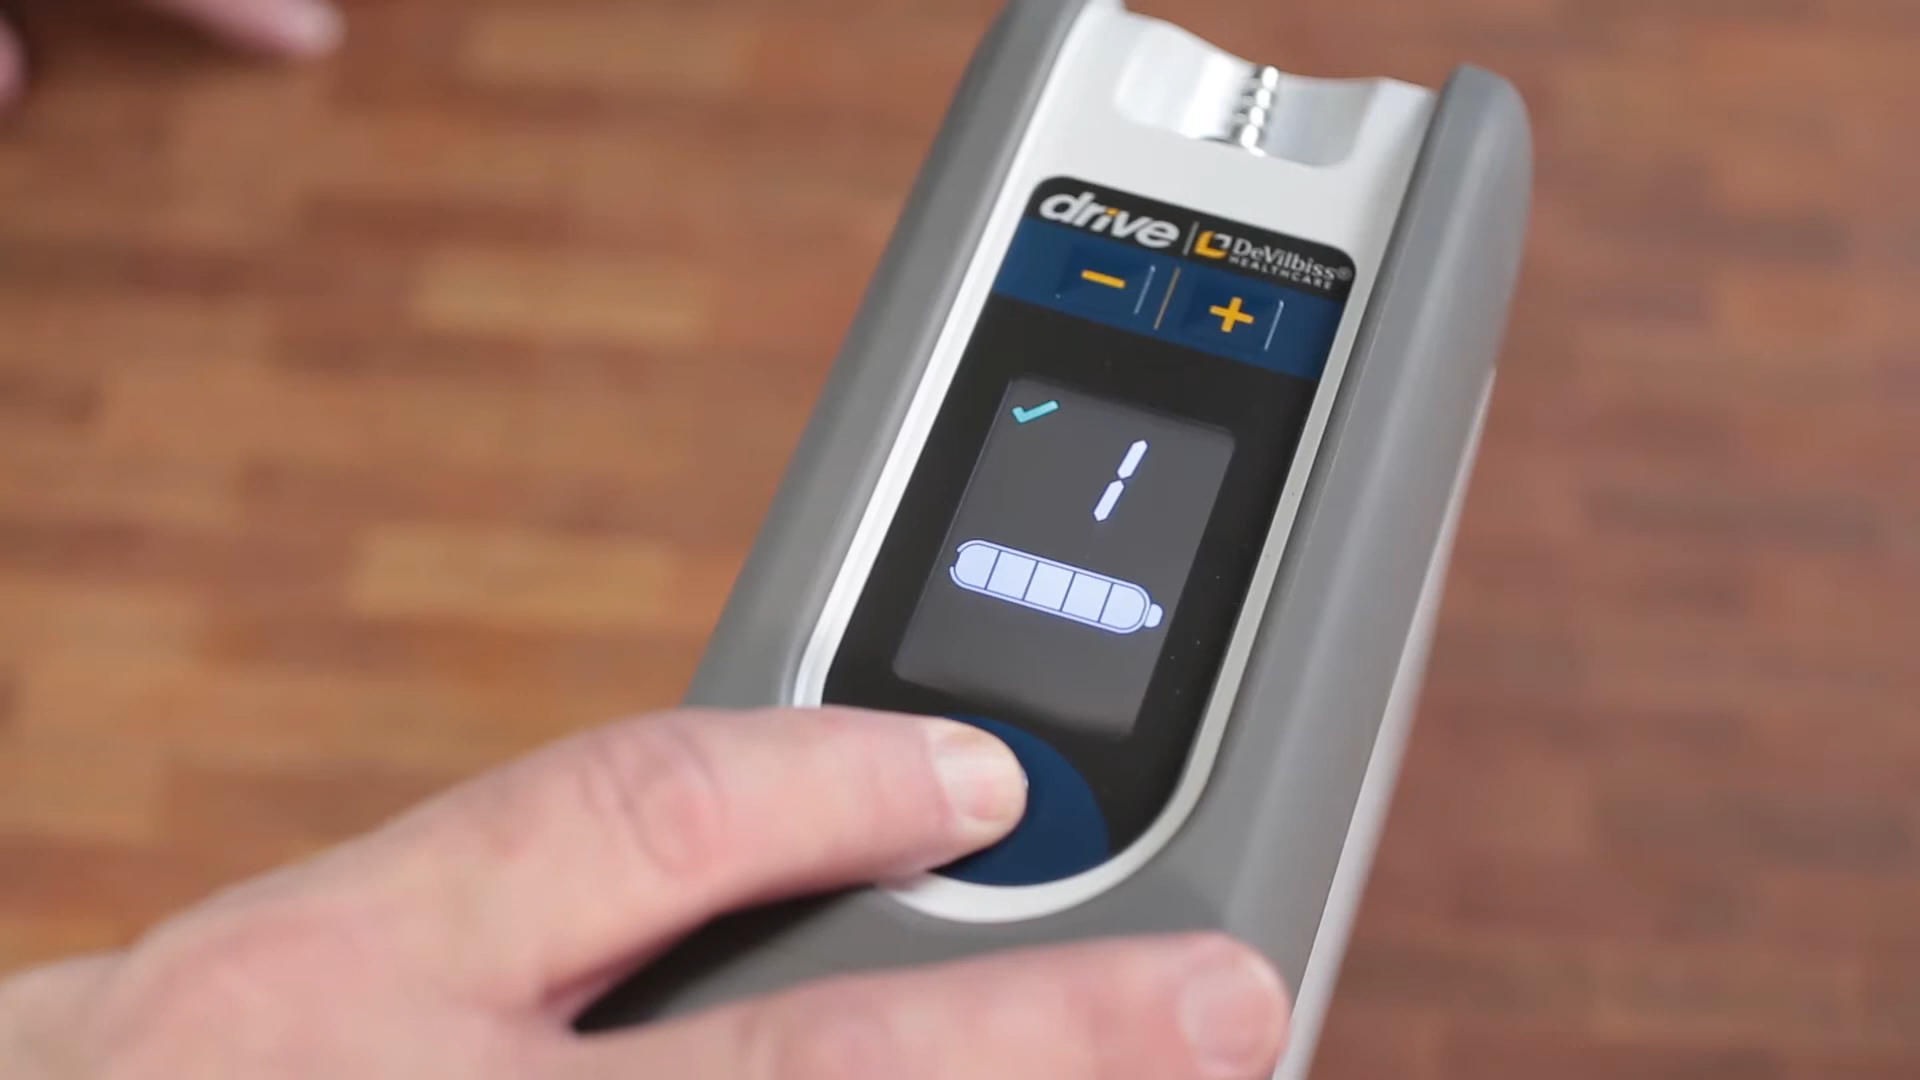 drive | DeVilbiss®
HEALTHCARE
− +
1